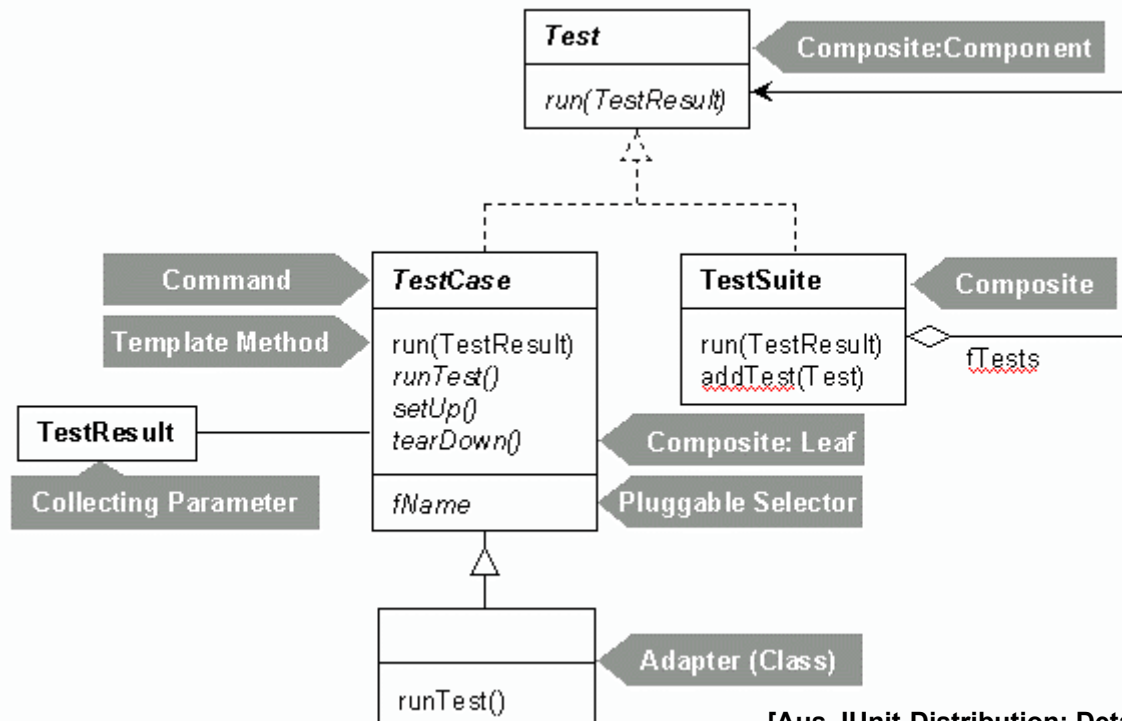 Test
Composite:Component
run(TestResult)
Command
TestCase
TestSuite
Composite
Template Method
run(TestResult)
runTest()
setUp()
tearDown()
run(TestResult)
addTest(Test)
fTests
TestResult
Composite: Leaf
Collecting Parameter
fName
Pluggable Selector
Adapter (Class)
runTest()